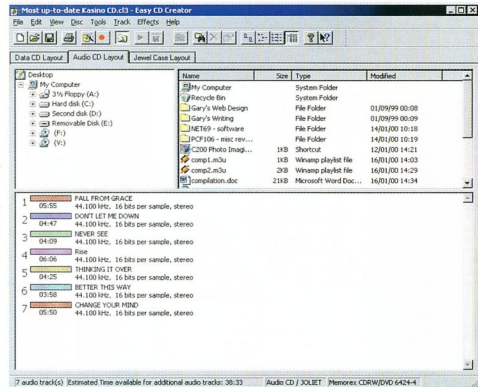 Most up-to-date Kasino CD.cl3 - Easy CD Creator
File Edit View Disc Tools Track Effects Help
Data CD Layout Audio CD Layout Jewel Case Layout
Desktop
My Computer
3½ Floppy (A:)
Hard disk (C:)
Second disk (D:)
Removable Disk (E:)
(F:)
(V:)
Name Size Type Modified
My Computer System Folder
Recycle Bin System Folder
Gary's Web Design File Folder 01/09/99 00:08
Gary's Writing File Folder 01/09/99 00:09
NET69 - software File Folder 14/01/00 10:18
PCF106 - misc rev... File Folder 14/01/00 10:19
C200 Photo Imagi... 1KB Shortcut 12/01/00 14:21
comp1.m3u 1KB Winamp playlist file 16/01/00 14:03
comp2.m3u 2KB Winamp playlist file 16/01/00 14:29
compilation.doc 21KB Microsoft Word Doc... 16/01/00 14:34
1 FALL FROM GRACE
05:55 44.100 kHz, 16 bits per sample, stereo
2 DON'T LET ME DOWN
04:47 44.100 kHz, 16 bits per sample, stereo
3 NEVER SEE
04:09 44.100 kHz, 16 bits per sample, stereo
4 Rise
06:06 44.100 kHz, 16 bits per sample, stereo
5 THINKING IT OVER
04:25 44.100 kHz, 16 bits per sample, stereo
6 BETTER THIS WAY
03:58 44.100 kHz, 16 bits per sample, stereo
7 CHANGE YOUR MIND
05:50 44.100 kHz, 16 bits per sample, stereo
7 audio track(s) Estimated Time available for additional audio tracks: 38:33 Audio CD / JOLIET Memorex CDRW/DVD 6424-4